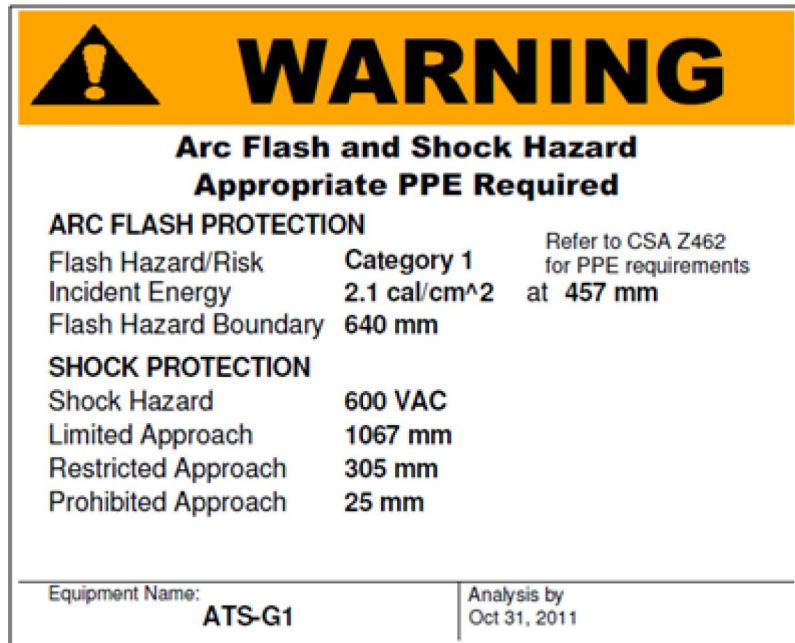 WARNING
Arc Flash and Shock Hazard
Appropriate PPE Required
ARC FLASH PROTECTION
Flash Hazard/Risk Category 1 Refer to CSA Z462
for PPE requirements
Incident Energy 2.1 cal/cm^2 at 457 mm
Flash Hazard Boundary 640 mm
SHOCK PROTECTION
Shock Hazard 600 VAC
Limited Approach 1067 mm
Restricted Approach 305 mm
Prohibited Approach 25 mm
Equipment Name:
ATS-G1
Analysis by
Oct 31, 2011